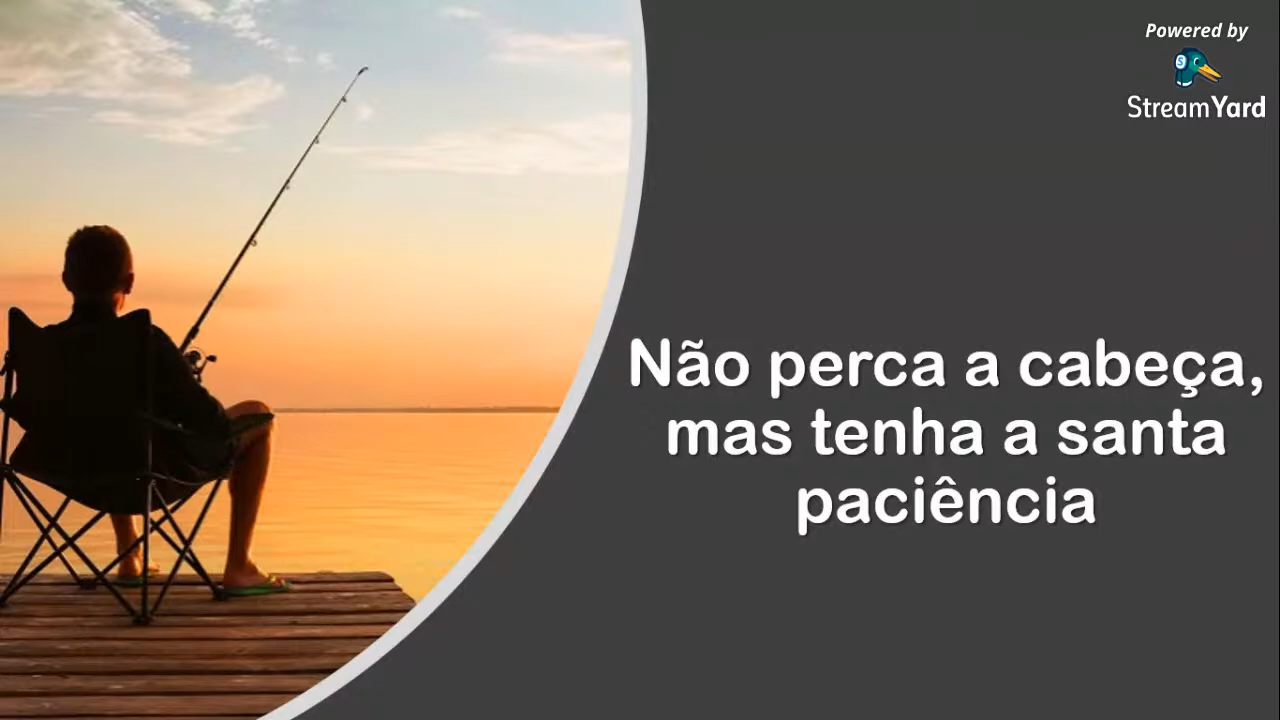 Powered by
StreamYard
Não perca a cabeça,
mas tenha a santa
paciência